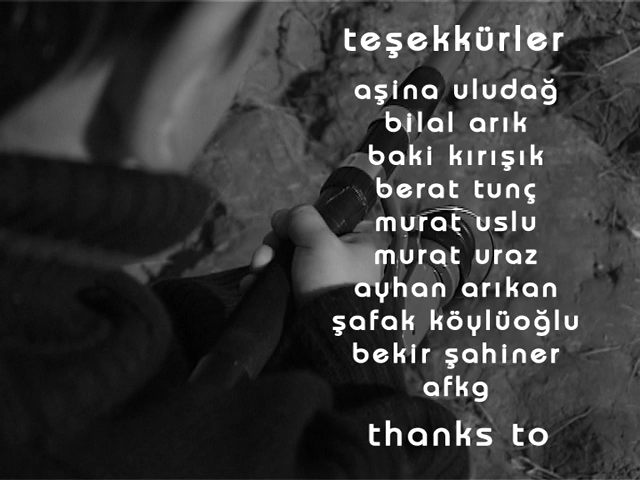 teşekkürler
aşina uludağ
bilal arık
baki kırışık
berat tunç
murat uslu
murat uraz
ayhan arıkan
şafak köylüoğlu
bekir şahiner
afkg
thanks to